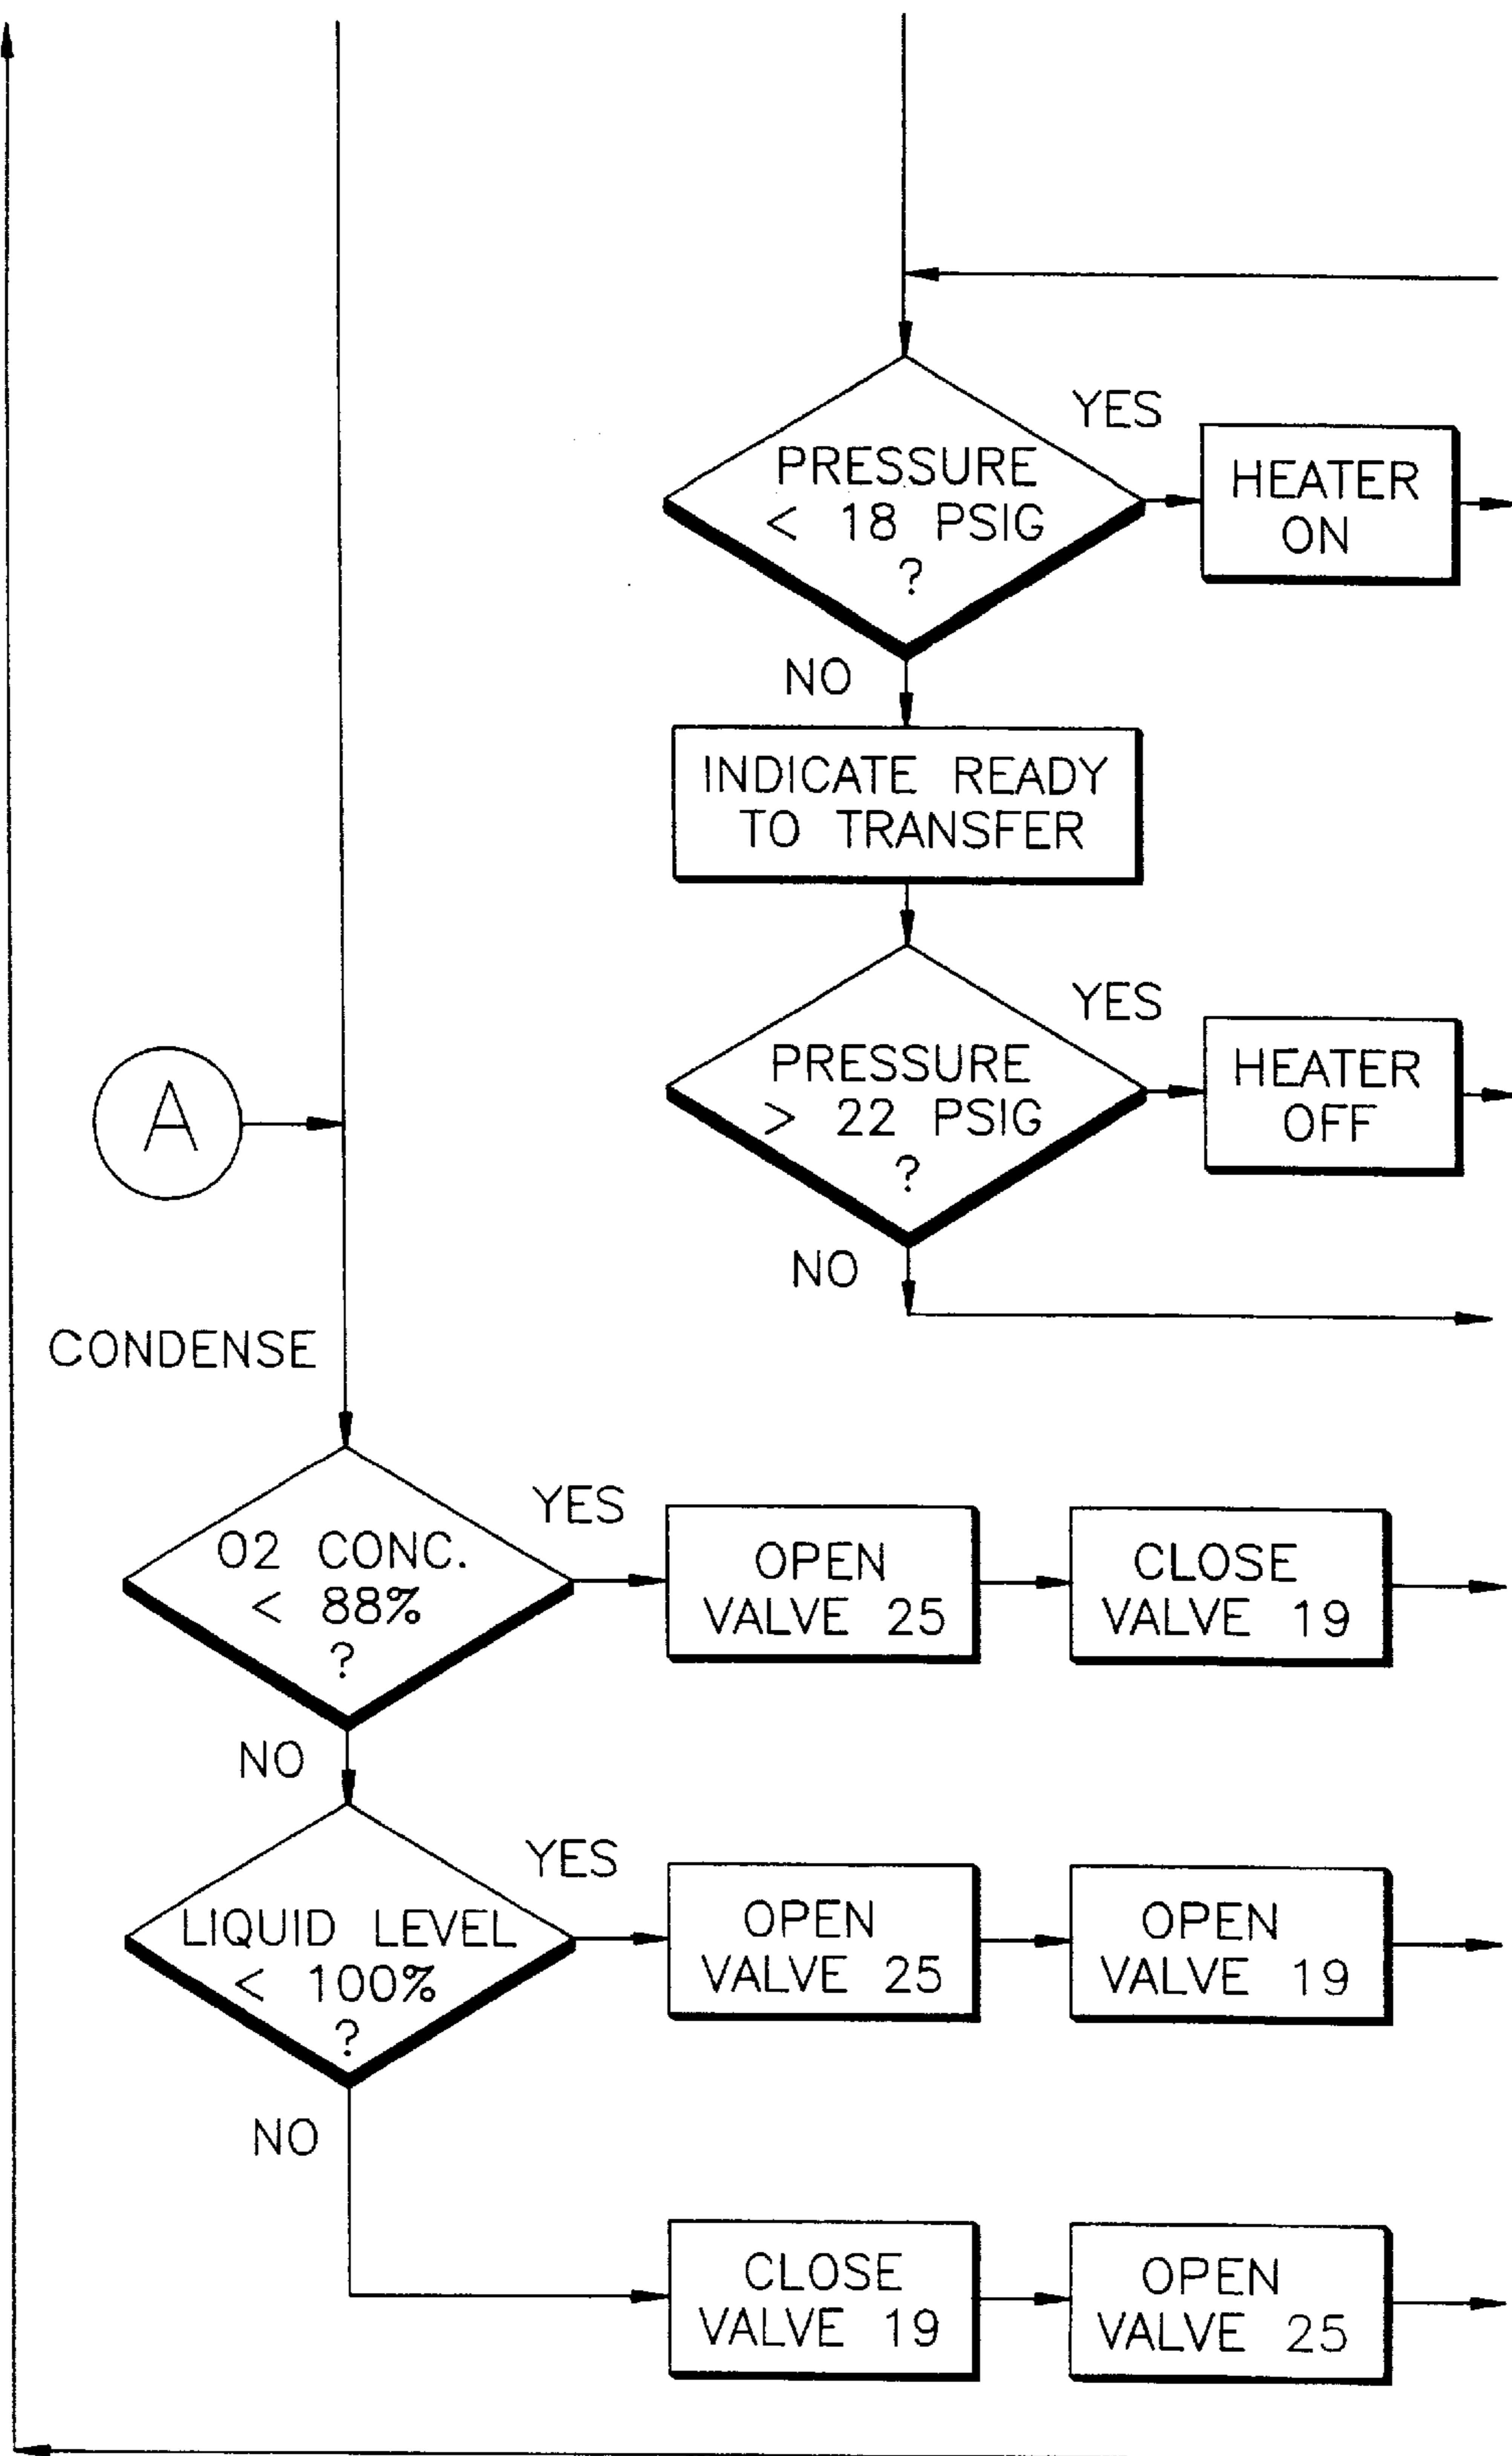 YES
PRESSURE
< 18 PSIG
?
HEATER
ON
NO
INDICATE READY
TO TRANSFER
YES
PRESSURE
> 22 PSIG
?
HEATER
OFF
NO
A
CONDENSE
YES
O2 CONC.
< 88%
?
OPEN
VALVE 25
CLOSE
VALVE 19
NO
YES
LIQUID LEVEL
< 100%
?
OPEN
VALVE 25
OPEN
VALVE 19
NO
CLOSE
VALVE 19
OPEN
VALVE 25